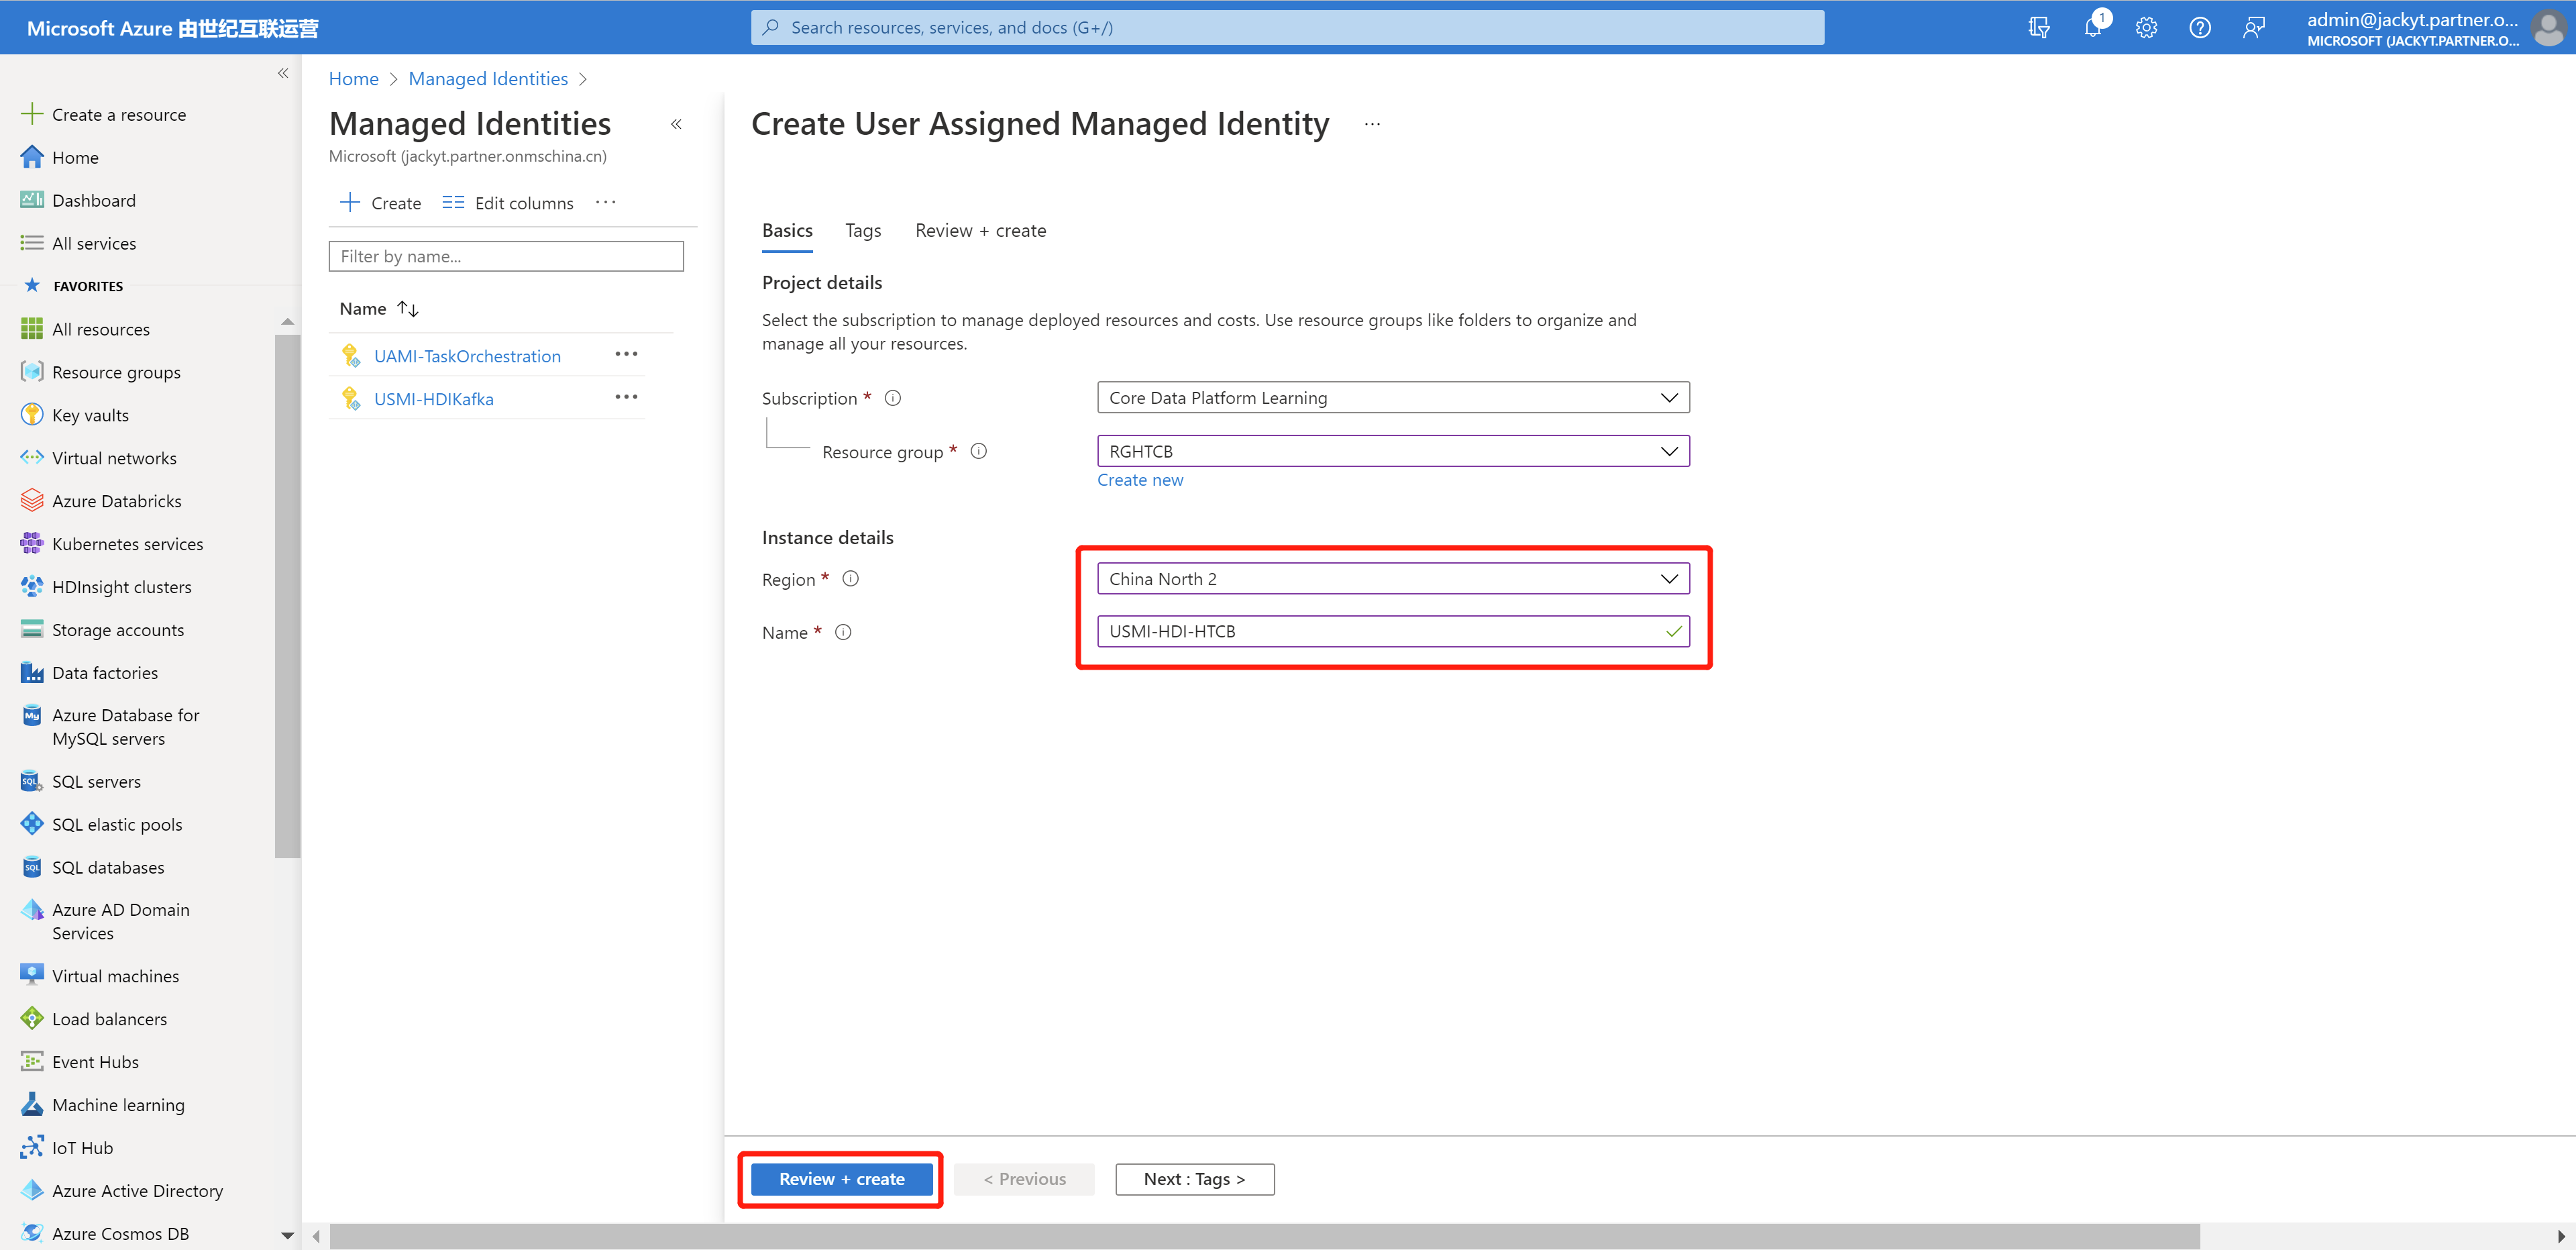 Microsoft Azure 由世纪互联运营
Search resources, services, and docs (G+/)
1
admin@jackyt.partner.o...
MICROSOFT (JACKYT.PARTNER.O...
Create a resource
Home
Dashboard
All services
FAVORITES
All resources
Resource groups
Key vaults
Virtual networks
Azure Databricks
Kubernetes services
HDInsight clusters
Storage accounts
Data factories
Azure Database for
MySQL servers
SQL servers
SQL elastic pools
SQL databases
Azure AD Domain
Services
Virtual machines
Load balancers
Event Hubs
Machine learning
IoT Hub
Azure Active Directory
Azure Cosmos DB
Home > Managed Identities >
Managed Identities
Microsoft (jackyt.partner.onmschina.cn)
Create
Edit columns
Filter by name...
Name
UAMI-TaskOrchestration
USMI-HDIKafka
Create User Assigned Managed Identity
Basics
Tags
Review + create
Project details
Select the subscription to manage deployed resources and costs. Use resource groups like folders to organize and
manage all your resources.
Subscription *
Core Data Platform Learning
Resource group *
RGHTCB
Create new
Instance details
Region *
China North 2
Name *
USMI-HDI-HTCB
Review + create
< Previous
Next : Tags >